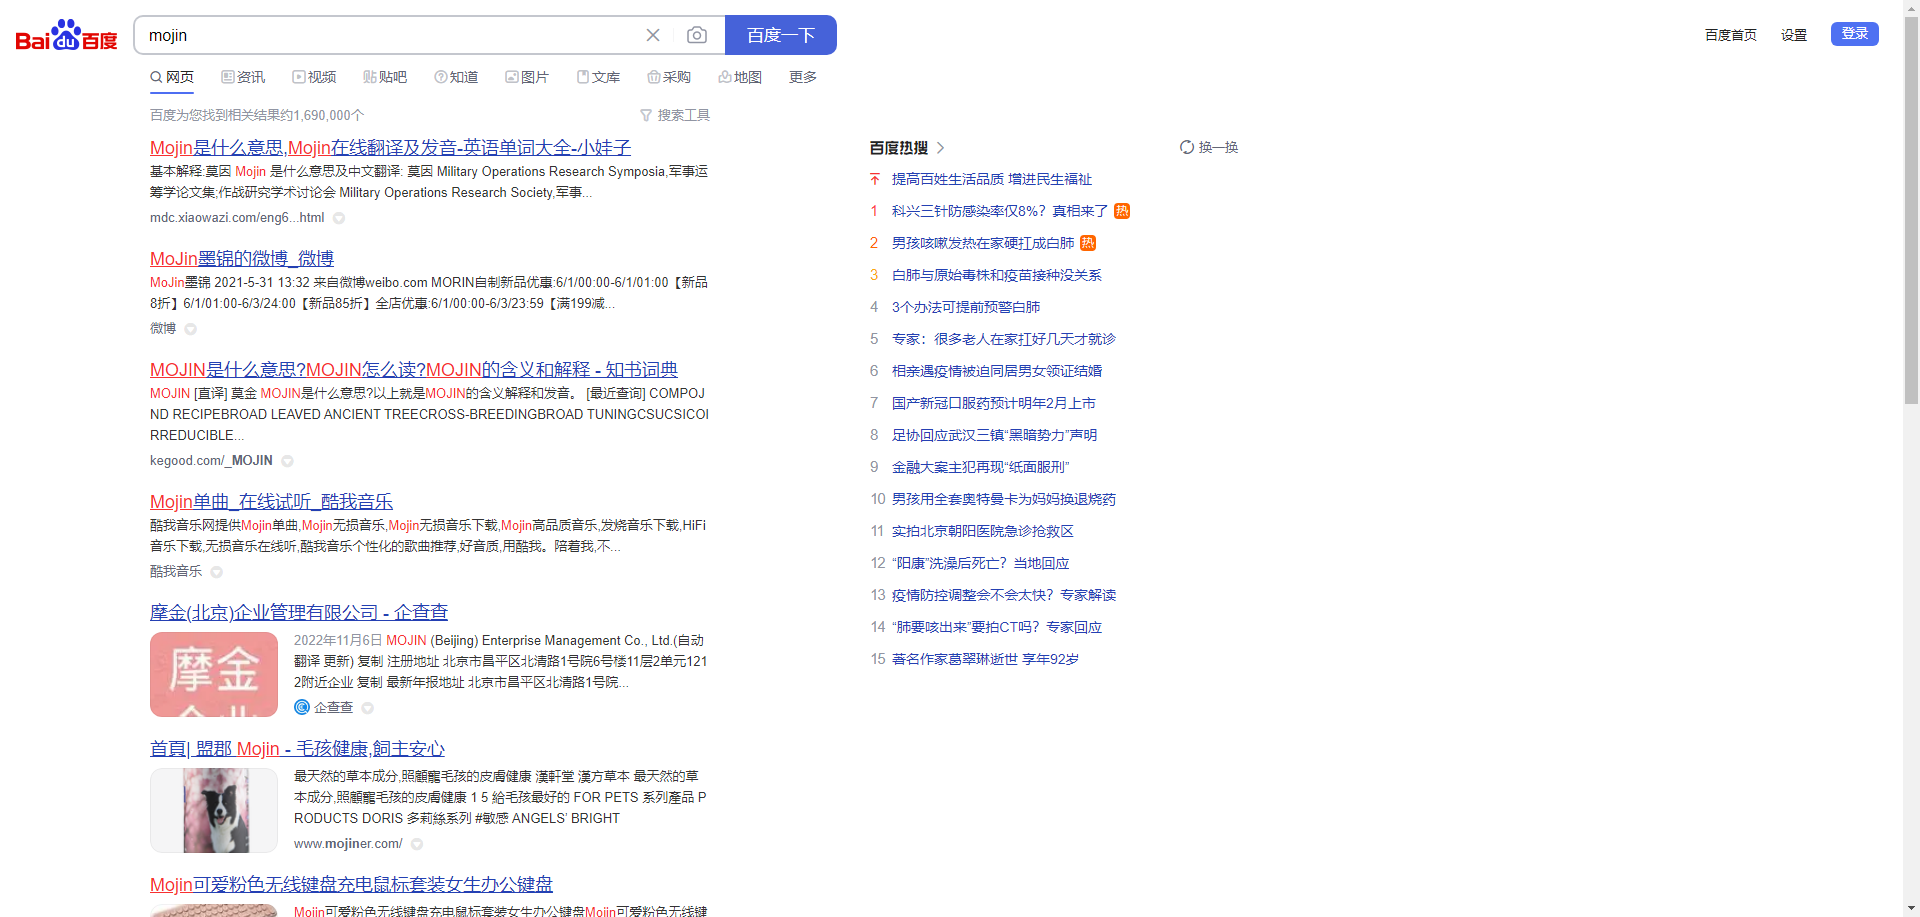 Bai du 百度
mojin
百度一下
百度首页 设置 登录
网页 资讯 视频 贴吧 知道 图片 文库 采购 地图 更多
百度为您找到相关结果约1,690,000个
搜索工具
Mojin是什么意思,Mojin在线翻译及发音-英语单词大全-小娃子
基本解释:莫因 Mojin 是什么意思及中文翻译: 莫因 Military Operations Research Symposia,军事运
筹学论文集;作战研究学术讨论会 Military Operations Research Society,军事...
mdc.xiaowazi.com/eng6...html
MoJin墨锦的微博_微博
MoJin墨锦 2021-5-31 13:32 来自微博weibo.com MORIN自制新品优惠:6/1/00:00-6/1/01:00【新品
8折】6/1/01:00-6/3/24:00【新品85折】全店优惠:6/1/00:00-6/3/23:59【满199减...
微博
MOJIN是什么意思?MOJIN怎么读?MOJIN的含义和解释 - 知书词典
MOJIN [直译] 莫金 MOJIN是什么意思?以上就是MOJIN的含义解释和发音。 [最近查询] COMPOJ
ND RECIPEBROAD LEAVED ANCIENT TREECROSS-BREEDINGBROAD TUNINGCSUCSICOI
RREDUCIBLE...
kegood.com/_MOJIN
Mojin单曲_在线试听_酷我音乐
酷我音乐网提供Mojin单曲,Mojin无损音乐,Mojin无损音乐下载,Mojin高品质音乐,发烧音乐下载,HiFi
音乐下载,无损音乐在线听,酷我音乐个性化的歌曲推荐,好音质,用酷我。陪着我,不...
酷我音乐
摩金(北京)企业管理有限公司 - 企查查
摩金
2022年11月6日 MOJIN (Beijing) Enterprise Management Co., Ltd.(自动
翻译 更新) 复制 注册地址 北京市昌平区北清路1号院6号楼11层2单元121
2附近企业 复制 最新年报地址 北京市昌平区北清路1号院...
企查查
首頁| 盟郡 Mojin - 毛孩健康,飼主安心
最天然的草本成分,照顧寵毛孩的皮膚健康 漢軒堂 漢方草本 最天然的草
本成分,照顧寵毛孩的皮膚健康 1 5 給毛孩最好的 FOR PETS 系列產品 P
RODUCTS DORIS 多莉絲系列 #敏感 ANGELS' BRIGHT
www.mojiner.com/
Mojin可爱粉色无线键盘充电鼠标套装女生办公键盘
Mojin可爱粉色无线键盘充电鼠标套装女生办公键盘Mojin可爱粉色无线键
百度热搜
换一换
提高百姓生活品质 增进民生福祉
1 科兴三针防感染率仅8%？真相来了 热
2 男孩咳嗽发热在家硬扛成白肺 热
3 白肺与原始毒株和疫苗接种没关系
4 3个办法可提前预警白肺
5 专家：很多老人在家扛好几天才就诊
6 相亲遇疫情被迫同居男女领证结婚
7 国产新冠口服药预计明年2月上市
8 足协回应武汉三镇“黑暗势力”声明
9 金融大案主犯再现“纸面服刑”
10 男孩用全套奥特曼卡为妈妈换退烧药
11 实拍北京朝阳医院急诊抢救区
12 “阳康”洗澡后死亡？当地回应
13 疫情防控调整会不会太快？专家解读
14 “肺要咳出来”要拍CT吗？专家回应
15 著名作家葛翠琳逝世 享年92岁